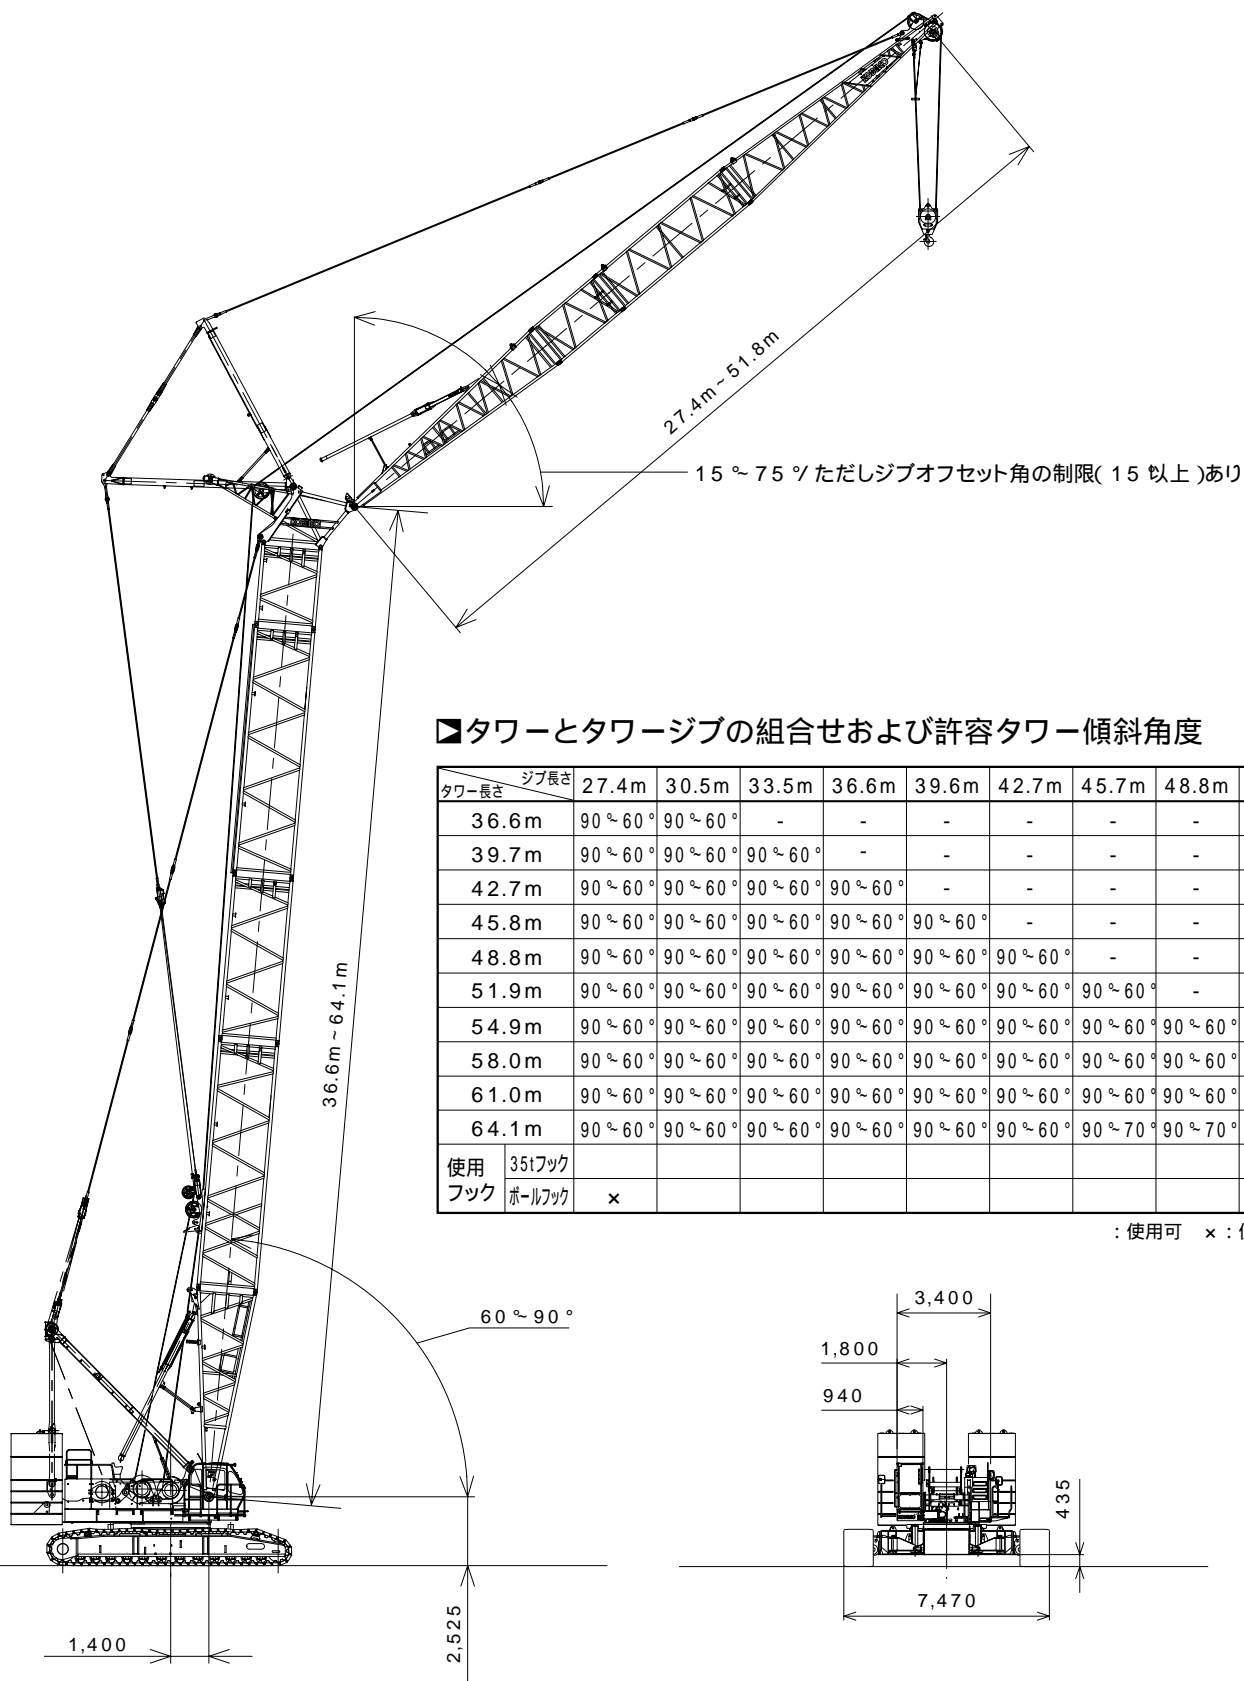 27.4m~51.8m
15°~75°/ただしジブオフセット角の制限(15°以上)あり
36.6m~64.1m
タワーとタワージブの組合せおよび許容タワー傾斜角度
ジブ長さ
タワー長さ 27.4m 30.5m 33.5m 36.6m 39.6m 42.7m 45.7m 48.8m
36.6m 90°~60° 90°~60° - - - - - -
39.7m 90°~60° 90°~60° 90°~60° - - - - -
42.7m 90°~60° 90°~60° 90°~60° 90°~60° - - - -
45.8m 90°~60° 90°~60° 90°~60° 90°~60° 90°~60° - - -
48.8m 90°~60° 90°~60° 90°~60° 90°~60° 90°~60° 90°~60° - -
51.9m 90°~60° 90°~60° 90°~60° 90°~60° 90°~60° 90°~60° 90°~60° -
54.9m 90°~60° 90°~60° 90°~60° 90°~60° 90°~60° 90°~60° 90°~60° 90°~60°
58.0m 90°~60° 90°~60° 90°~60° 90°~60° 90°~60° 90°~60° 90°~60° 90°~60°
61.0m 90°~60° 90°~60° 90°~60° 90°~60° 90°~60° 90°~60° 90°~60° 90°~60°
64.1m 90°~60° 90°~60° 90°~60° 90°~60° 90°~60° 90°~60° 90°~70° 90°~70°
使用フック 35tフック
ボールフック ×
:使用可 ×:
60°~90°
3,400
1,800
940
435
7,470
2,525
1,400